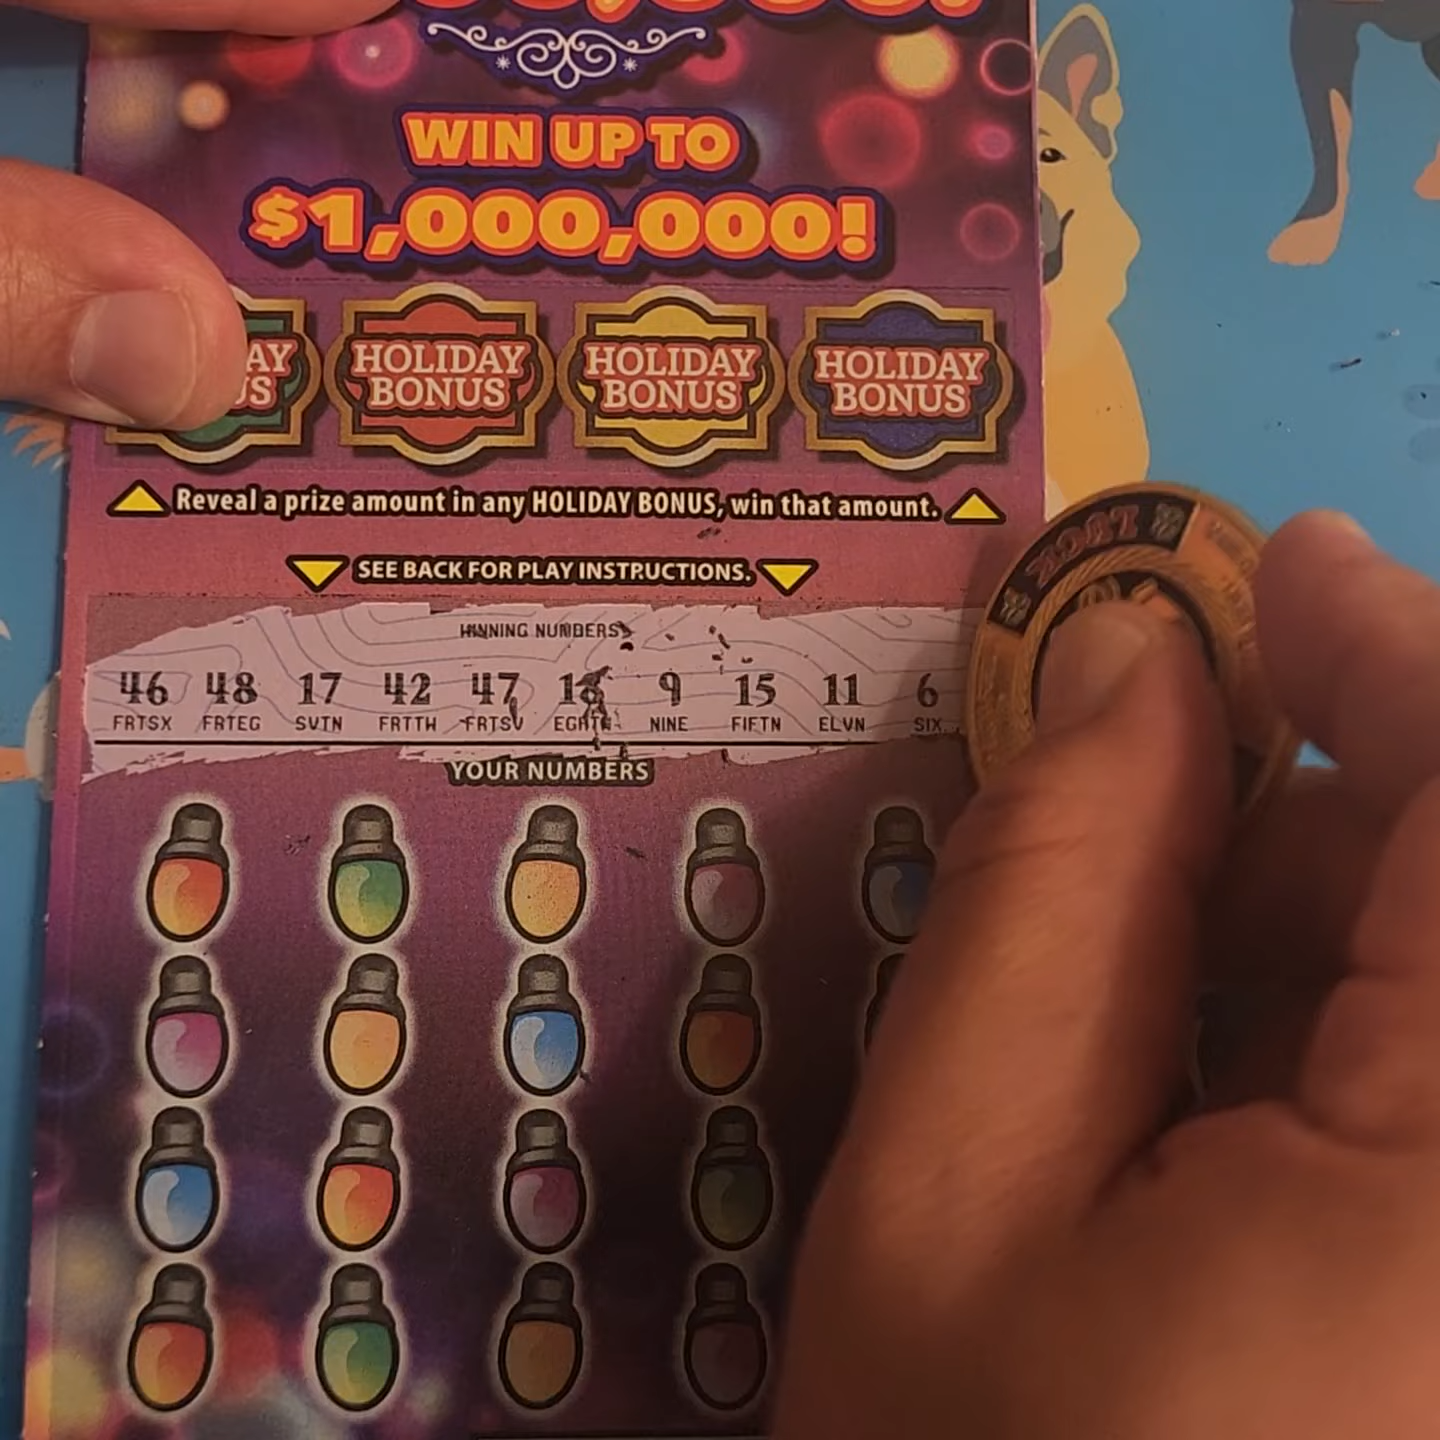 WIN UP TO
$1,000,000!
HOLIDAY HOLIDAY HOLIDAY
BONUS BONUS BONUS
Reveal a prize amount in any HOLIDAY BONUS, win that amount.
SEE BACK FOR PLAY INSTRUCTIONS.
WINNING NUMBERS
46 48 17 42 47 18 9 15 11 6
FRTSX FRTEG SVTN FRTTW FRTSV EGHTN NINE FIFTN ELVN SIX
YOUR NUMBERS